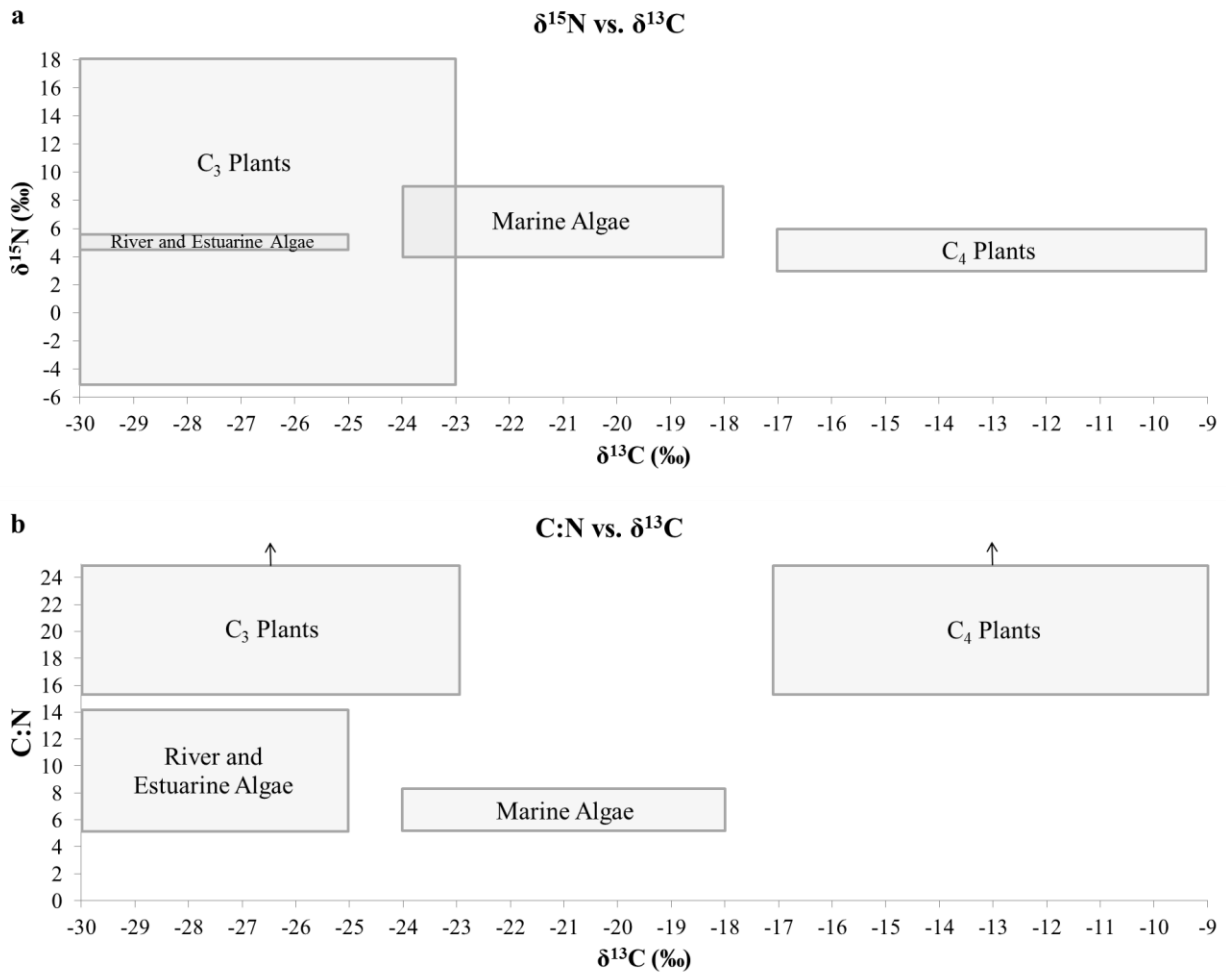 a
δ¹⁵N vs. δ¹³C
18
16
14
12
10
8
6
4
2
0
-2
-4
-6
δ¹⁵N (‰)
C₃ Plants
River and Estuarine Algae
Marine Algae
C₄ Plants
-30 -29 -28 -27 -26 -25 -24 -23 -22 -21 -20 -19 -18 -17 -16 -15 -14 -13 -12 -11 -10 -9
δ¹³C (‰)
b
C:N vs. δ¹³C
24
22
20
18
16
14
12
10
8
6
4
2
0
C:N
C₃ Plants
C₄ Plants
River and
Estuarine Algae
Marine Algae
-30 -29 -28 -27 -26 -25 -24 -23 -22 -21 -20 -19 -18 -17 -16 -15 -14 -13 -12 -11 -10 -9
δ¹³C (‰)